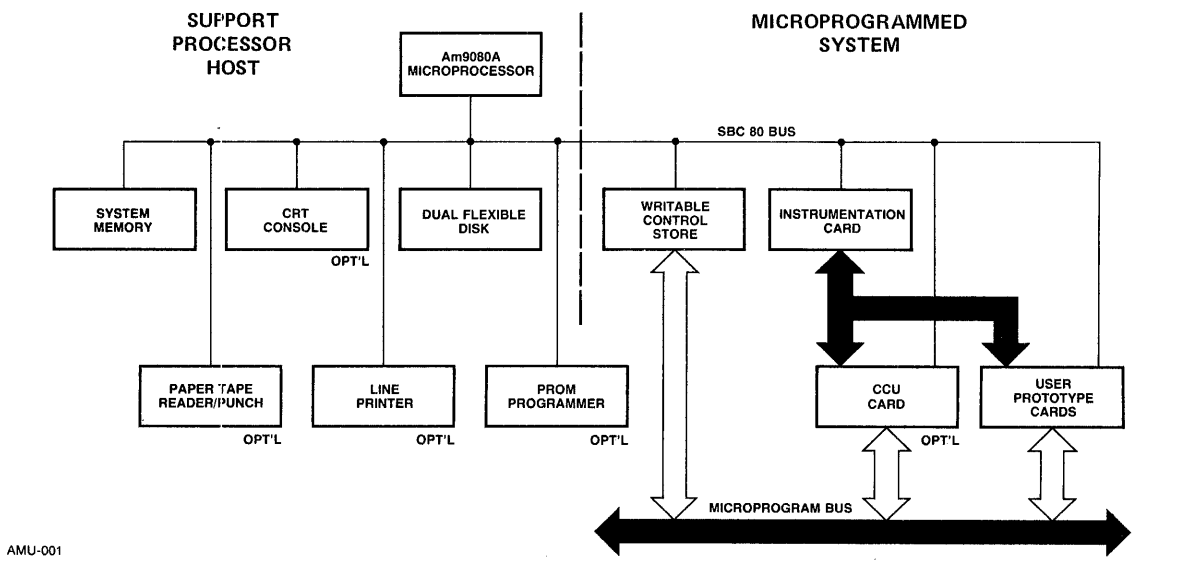 SUPPORT
PROCESSOR
HOST
MICROPROGRAMMED
SYSTEM
Am9080A
MICROPROCESSOR
SBC 80 BUS
SYSTEM
MEMORY
CRT
CONSOLE
OPT'L
DUAL FLEXIBLE
DISK
WRITABLE
CONTROL
STORE
INSTRUMENTATION
CARD
PAPER TAPE
READER/PUNCH
OPT'L
LINE
PRINTER
OPT'L
PROM
PROGRAMMER
OPT'L
CCU
CARD
OPT'L
USER
PROTOTYPE
CARDS
MICROPROGRAM BUS
AMU-001